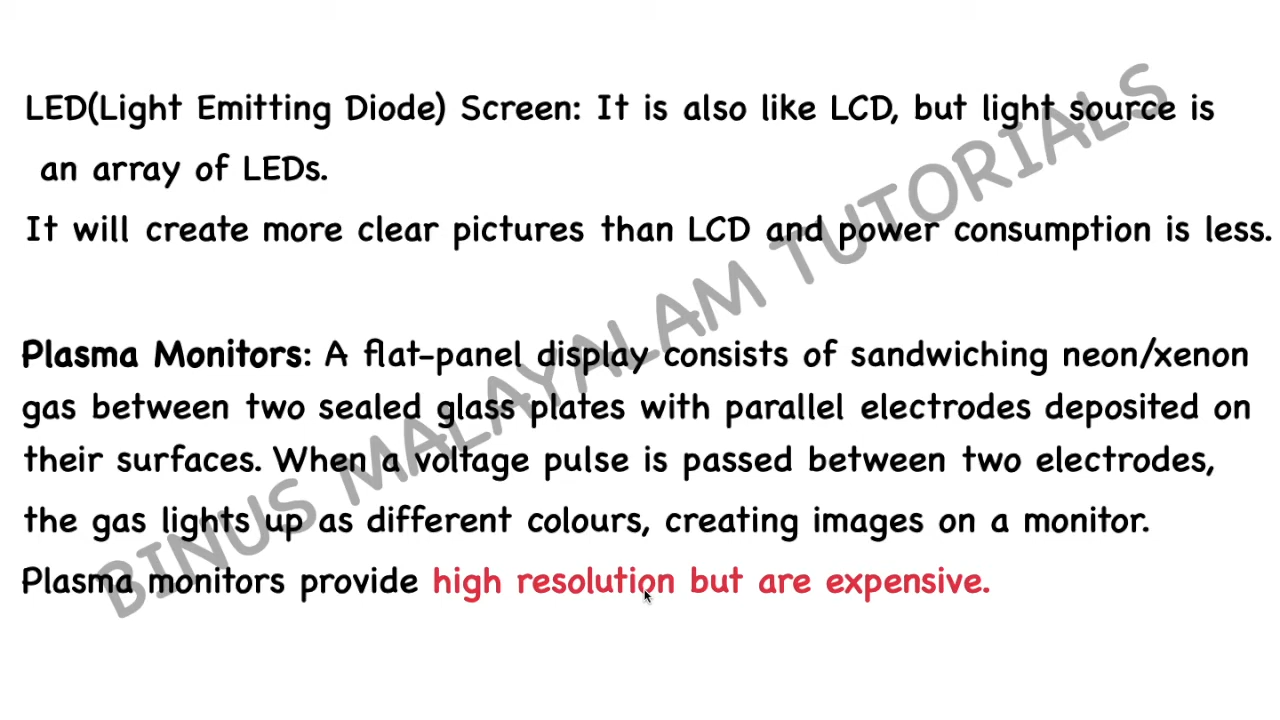 LED(Light Emitting Diode) Screen: It is also like LCD, but light source is
an array of LEDs.
It will create more clear pictures than LCD and power consumption is less.
Plasma Monitors: A flat-panel display consists of sandwiching neon/xenon
gas between two sealed glass plates with parallel electrodes deposited on
their surfaces. When a voltage pulse is passed between two electrodes,
the gas lights up as different colours, creating images on a monitor.
Plasma monitors provide high resolution but are expensive.
BINUS MALAYALAM TUTORIALS